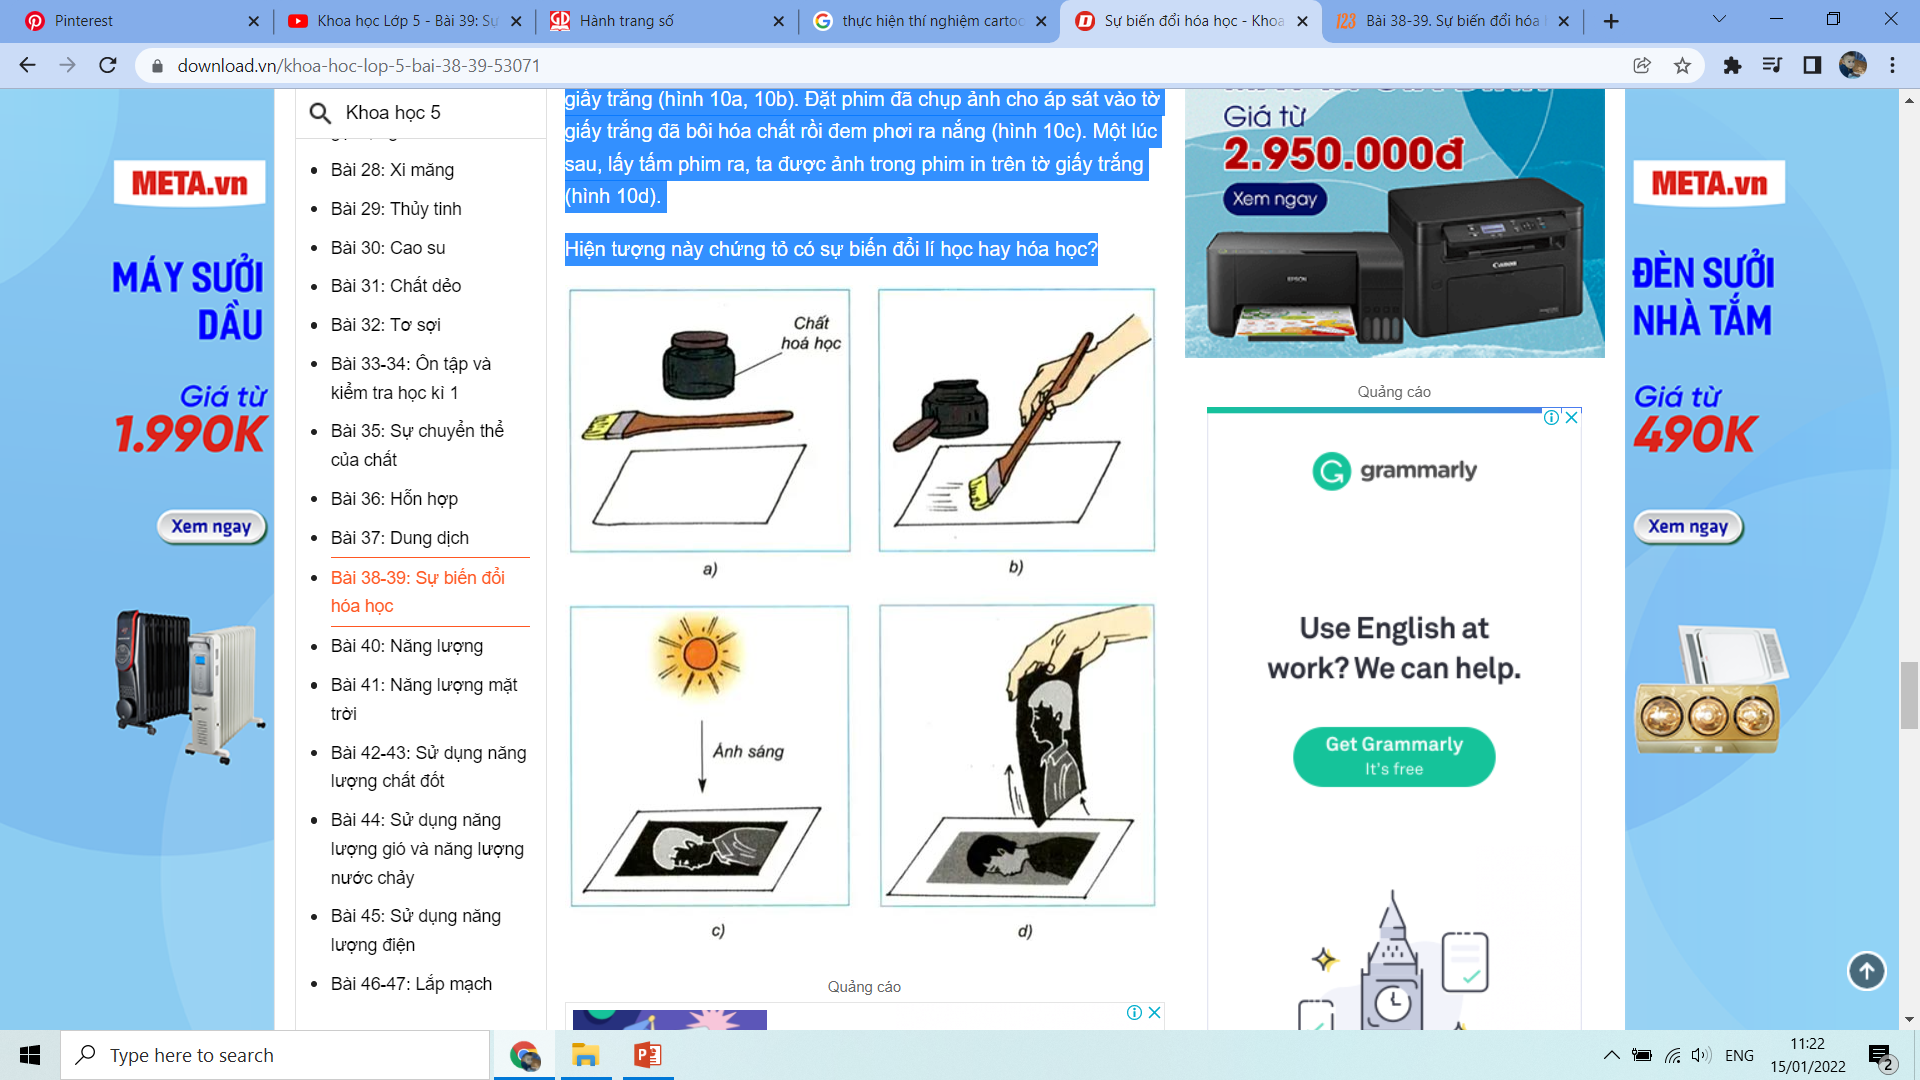 Pinterest
Khoa học Lớp 5 - Bài 39: Sự
Hành trang số
thực hiện thí nghiệm cartoo
Sự biến đổi hóa học - Khoa
Bài 38-39. Sự biến đổi hóa
download.vn/khoa-hoc-lop-5-bai-38-39-53071
Khoa học 5
Bài 28: Xi măng
Bài 29: Thủy tinh
Bài 30: Cao su
Bài 31: Chất dẻo
Bài 32: Tơ sợi
Bài 33-34: Ôn tập và
kiểm tra học kì 1
Bài 35: Sự chuyển thể
của chất
Bài 36: Hỗn hợp
Bài 37: Dung dịch
Bài 38-39: Sự biến đổi
hóa học
Bài 40: Năng lượng
Bài 41: Năng lượng mặt
trời
Bài 42-43: Sử dụng năng
lượng chất đốt
Bài 44: Sử dụng năng
lượng gió và năng lượng
nước chảy
Bài 45: Sử dụng năng
lượng điện
Bài 46-47: Lắp mạch
giấy trắng (hình 10a, 10b). Đặt phim đã chụp ảnh cho áp sát vào tờ
giấy trắng đã bôi hóa chất rồi đem phơi ra nắng (hình 10c). Một lúc
sau, lấy tấm phim ra, ta được ảnh trong phim in trên tờ giấy trắng
(hình 10d).
Hiện tượng này chứng tỏ có sự biến đổi lí học hay hóa học?
Chất
hoá học
a)
b)
Ánh sáng
c)
d)
Quảng cáo
META.vn
MÁY SƯỞI
DẦU
Giá từ
1.990K
Xem ngay
Giá từ
2.950.000đ
Xem ngay
EPSON
Canon
Quảng cáo
grammarly
Use English at
work? We can help.
Get Grammarly
It's free
META.vn
ĐÈN SƯỞI
NHÀ TẮM
Giá từ
490K
Xem ngay
Type here to search
ENG
11:22
15/01/2022
2